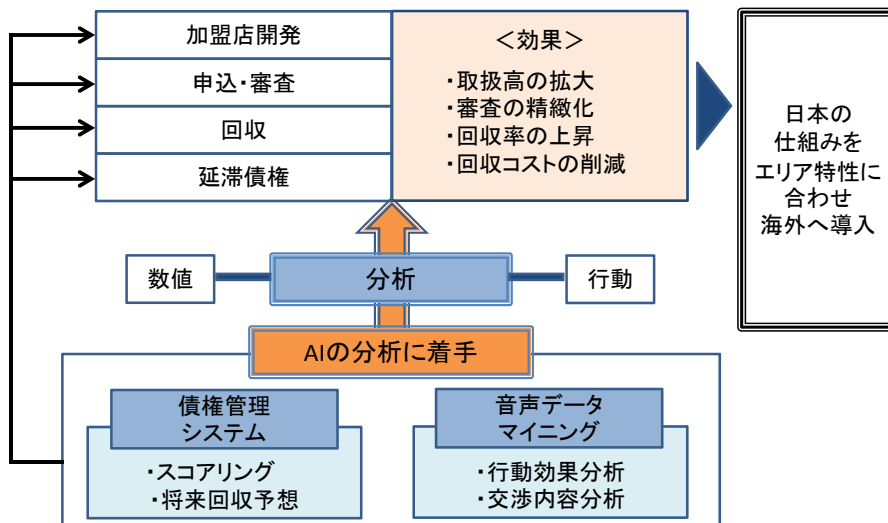 加盟店開発
申込・審査
回収
延滞債権
＜効果＞
・取扱高の拡大
・審査の精緻化
・回収率の上昇
・回収コストの削減
日本の
仕組みを
エリア特性に
合わせ
海外へ導入
数値
分析
行動
AIの分析に着手
債権管理
システム
・スコアリング
・将来回収予想
音声データ
マイニング
・行動効果分析
・交渉内容分析